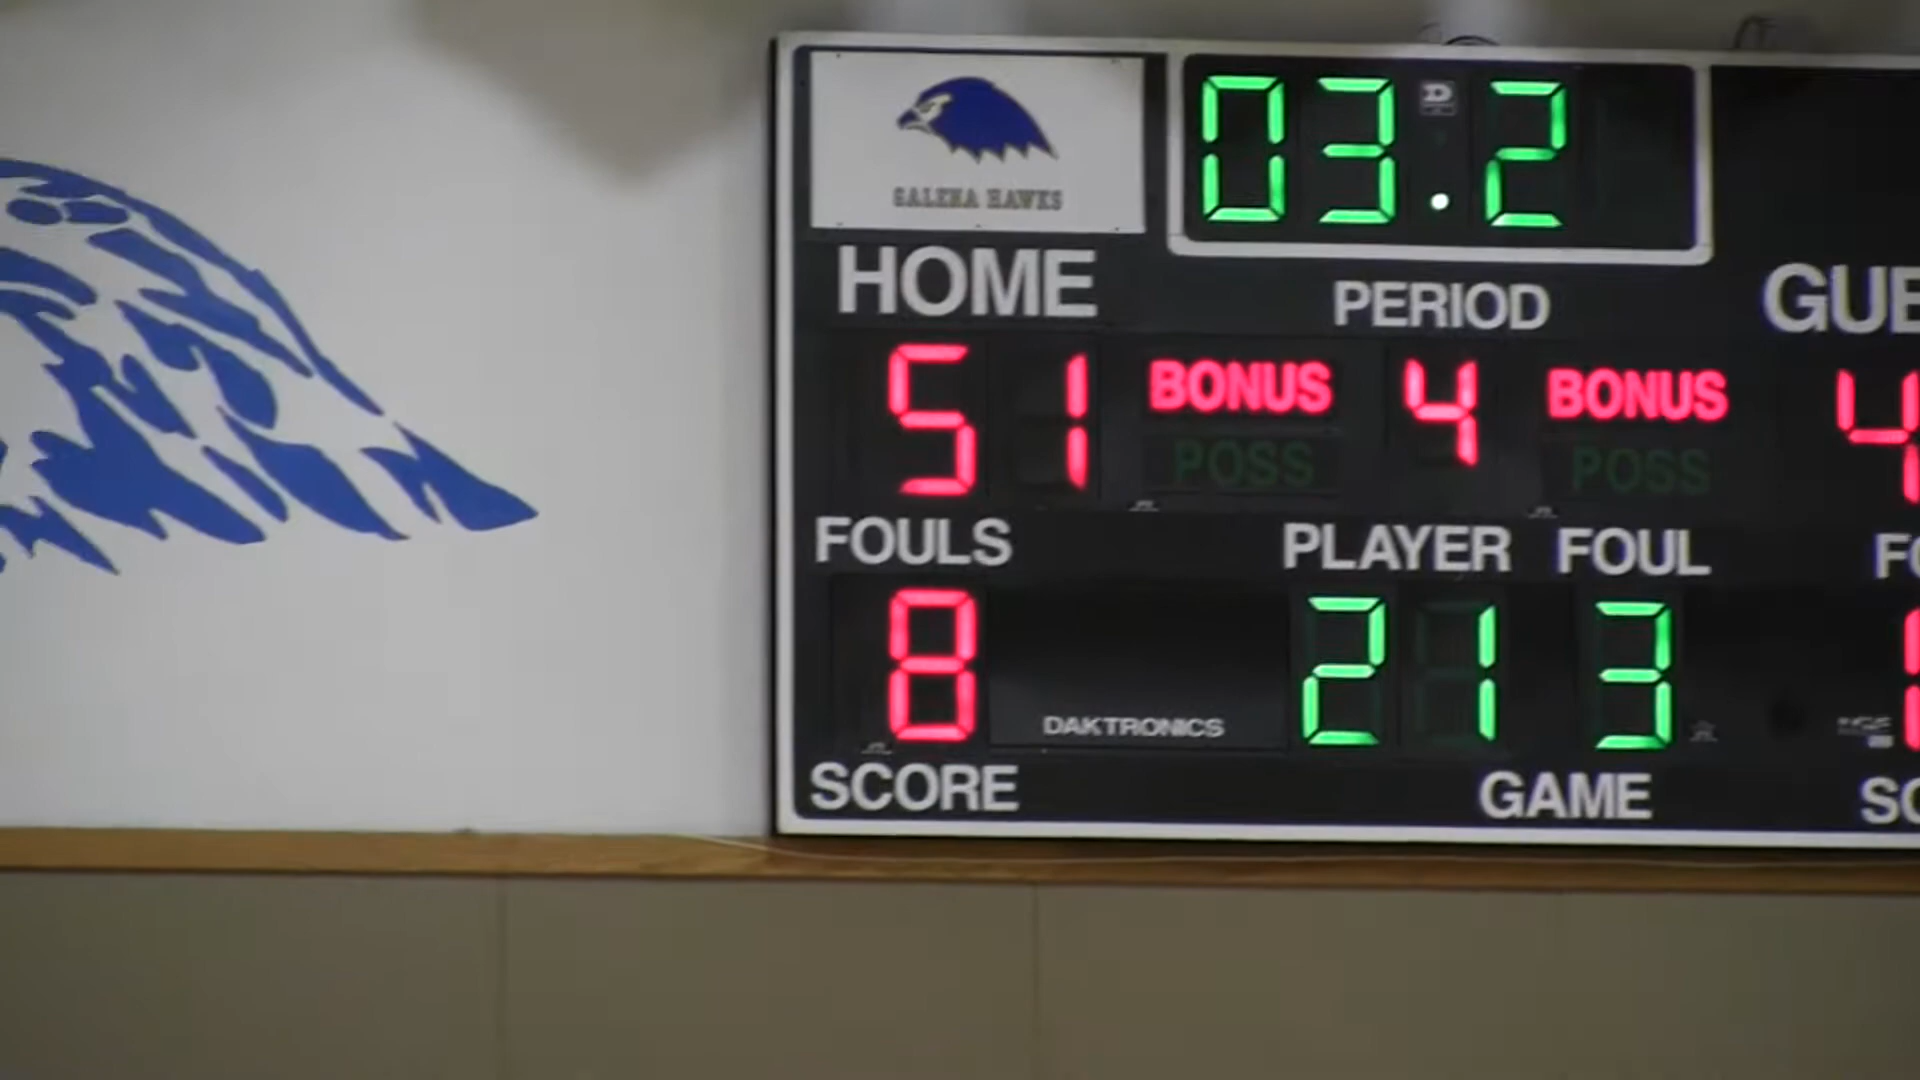 GALENA HAWKS
03.2
HOME
PERIOD
51
BONUS
4
BONUS
4
POSS
POSS
FOULS
PLAYER
FOUL
8
21
3
DAKTRONICS
SCORE
GAME